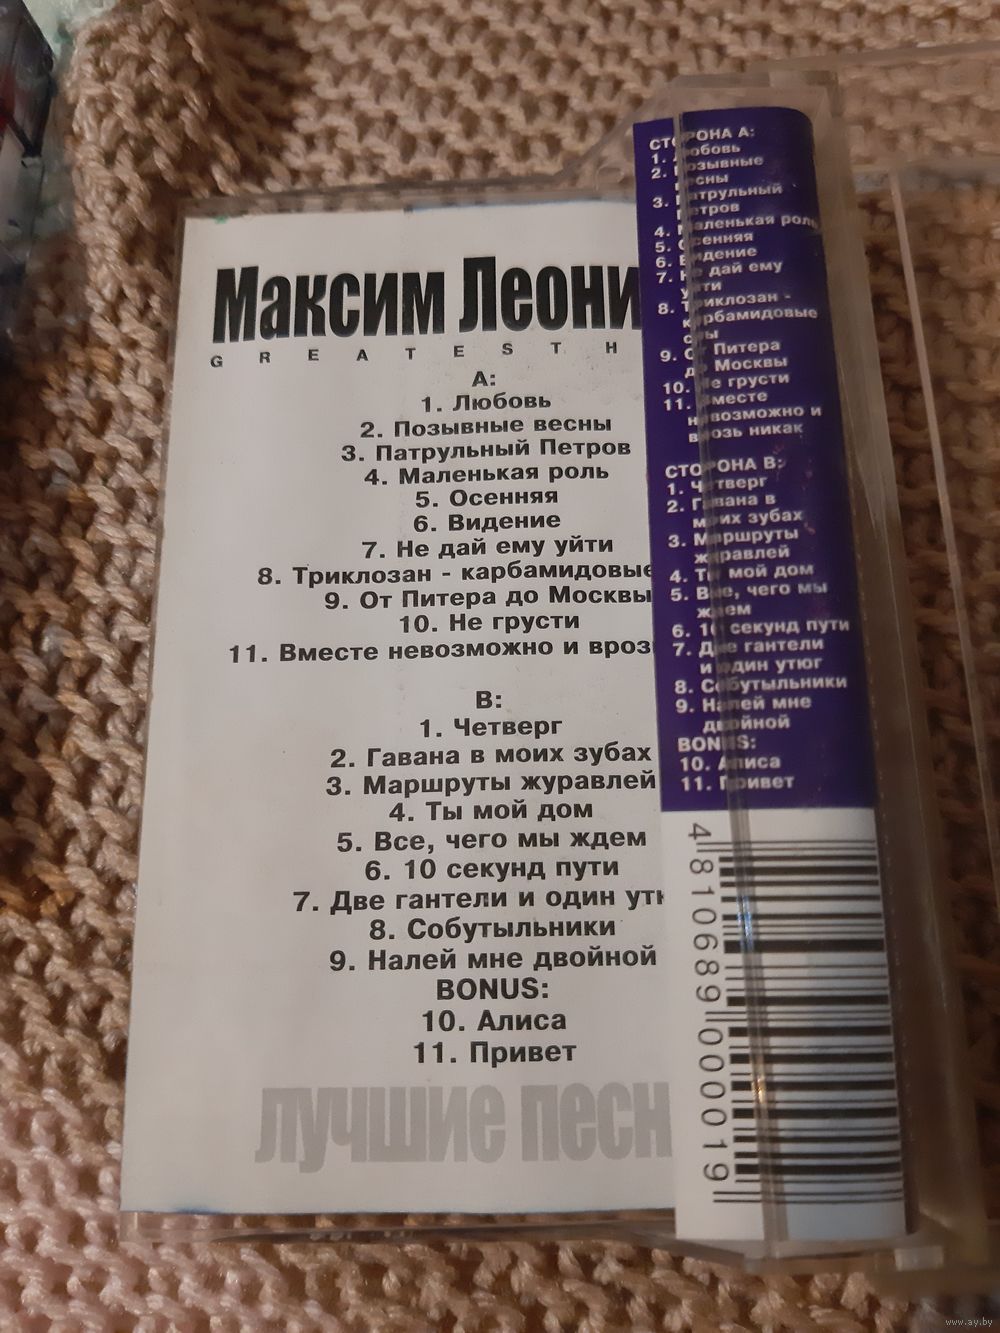 Максим Леони
GREATEST H
A:
1. Любовь
2. Позывные весны
3. Патрульный Петров
4. Маленькая роль
5. Осенняя
6. Видение
7. Не дай ему уйти
8. Триклозан - карбамидовые
9. От Питера до Москвы
10. Не грусти
11. Вместе невозможно и вроз
B:
1. Четверг
2. Гавана в моих зубах
3. Маршруты журавлей
4. Ты мой дом
5. Все, чего мы ждем
6. 10 секунд пути
7. Две гантели и один утю
8. Собутыльники
9. Налей мне двойной
BONUS:
10. Алиса
11. Привет
лучшие песн
СТОРОНА А:
1. Любовь
2. Позывные
весны
3. Патрульный
Петров
4. Маленькая роль
5. Осенняя
6. Видение
7. Не дай ему
уйти
8. Триклозан -
карбамидовые
сны
9. От Питера
до Москвы
10. Не грусти
11. Вместе
невозможно и
врозь никак
СТОРОНА В:
1. Четверг
2. Гавана в
моих зубах
3. Маршруты
журавлей
4. Ты мой дом
5. Все, чего мы
ждем
6. 10 секунд пути
7. Две гантели
и один утюг
8. Собутыльники
9. Налей мне
двойной
BONUS:
10. Алиса
11. Привет
4810689000019
www.ay.by